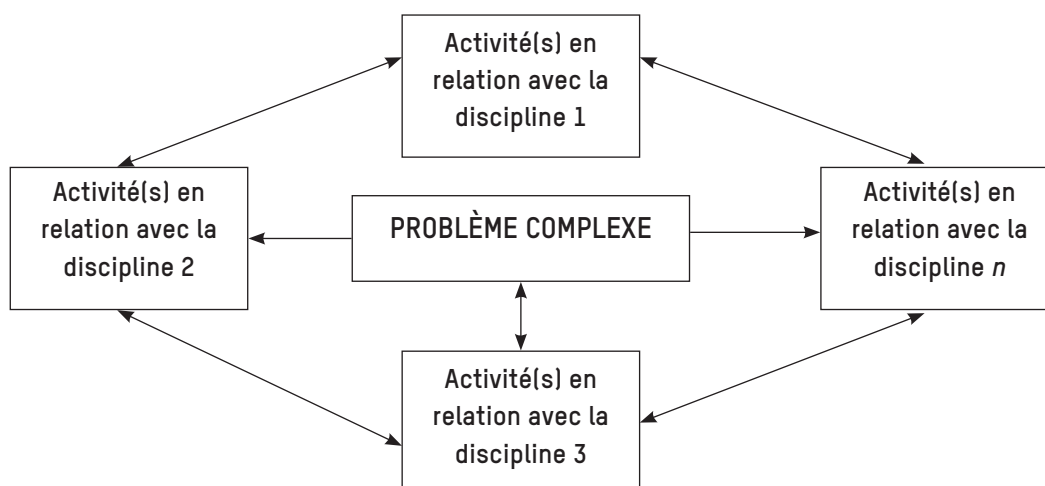 Activité(s) en
relation avec la
discipline 1
Activité(s) en
relation avec la
discipline 2
PROBLÈME COMPLEXE
Activité(s) en
relation avec la
discipline n
Activité(s) en
relation avec la
discipline 3